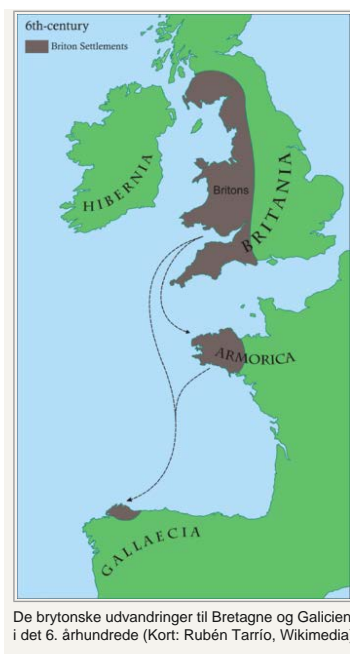 6th-century
Briton Settlements
HIBERNIA
Britons
BRITANIA
ARMORICA
GALLAECIA
De brytonske udvandringer til Bretagne og Galicien
i det 6. århundrede (Kort: Rubén Tarrío, Wikimedia)